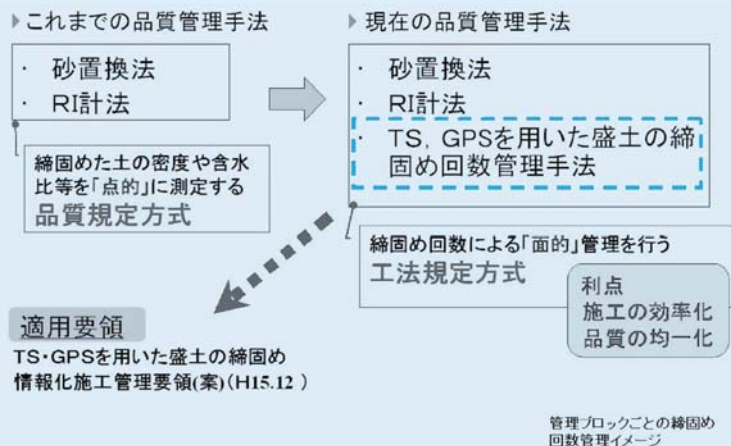 ▶これまでの品質管理手法
・ 砂置換法
・ RI計法
締固めた土の密度や含水
比等を「点的」に測定する
品質規定方式
▶現在の品質管理手法
・ 砂置換法
・ RI計法
・ TS, GPSを用いた盛土の締
固め回数管理手法
締固め回数による「面的」管理を行う
工法規定方式
利点
施工の効率化
品質の均一化
適用要領
TS・GPSを用いた盛土の締固め
情報化施工管理要領(案)(H15.12 )
管理ブロックごとの締固め
回数管理イメージ